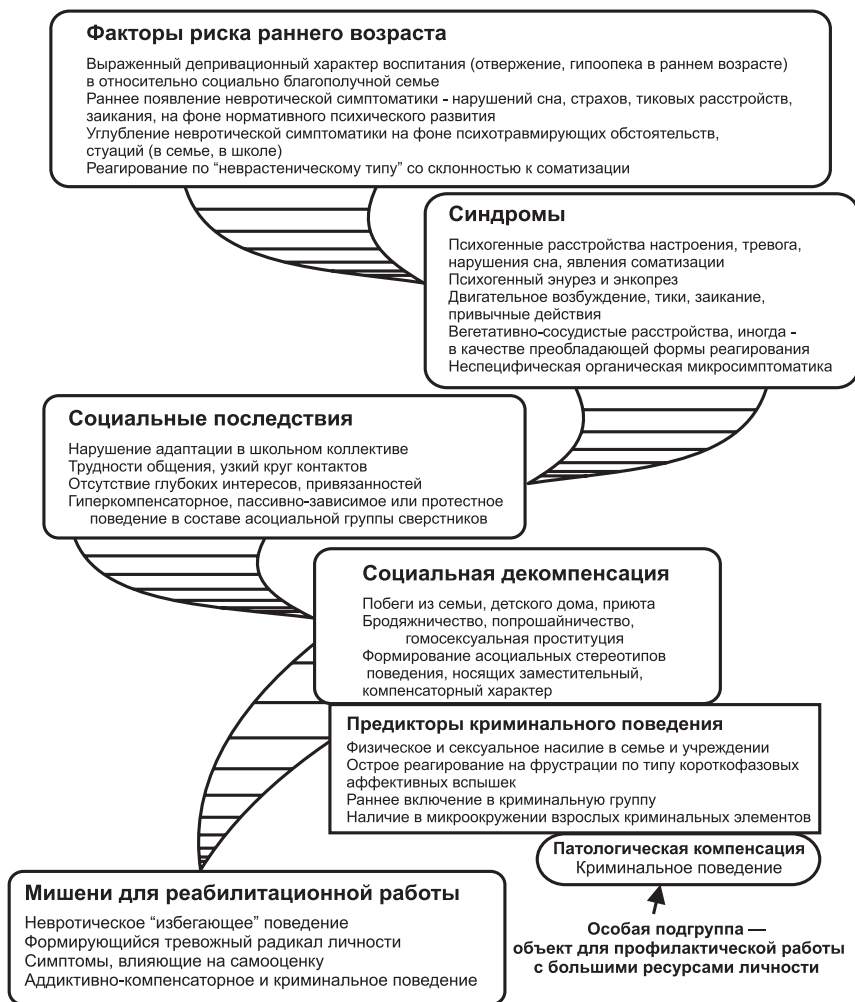 Факторы риска раннего возраста
Выраженный депривационный характер воспитания (отвержение, гипоопека в раннем возрасте)
в относительно социально благополучной семье
Раннее появление невротической симптоматики - нарушений сна, страхов, тиковых расстройств,
заикания, на фоне нормативного психического развития
Углубление невротической симптоматики на фоне психотравмирующих обстоятельств,
стуаций (в семье, в школе)
Реагирование по “неврастеническому типу” со склонностью к соматизации
Синдромы
Психогенные расстройства настроения, тревога,
нарушения сна, явления соматизации
Психогенный энурез и энкопрез
Двигательное возбуждение, тики, заикание,
привычные действия
Вегетативно-сосудистые расстройства, иногда -
в качестве преобладающей формы реагирования
Неспецифическая органическая микросимптоматика
Социальные последствия
Нарушение адаптации в школьном коллективе
Трудности общения, узкий круг контактов
Отсутствие глубоких интересов, привязанностей
Гиперкомпенсаторное, пассивно-зависимое или протестное
поведение в составе асоциальной группы сверстников
Социальная декомпенсация
Побеги из семьи, детского дома, приюта
Бродяжничество, попрошайничество,
гомосексуальная проституция
Формирование асоциальных стереотипов
поведения, носящих заместительный,
компенсаторный характер
Предикторы криминального поведения
Физическое и сексуальное насилие в семье и учреждении
Острое реагирование на фрустрации по типу короткофазовых
аффективных вспышек
Раннее включение в криминальную группу
Наличие в микроокружении взрослых криминальных элементов
Патологическая компенсация
Криминальное поведение
Мишени для реабилитационной работы
Невротическое “избегающее” поведение
Формирующийся тревожный радикал личности
Симптомы, влияющие на самооценку
Аддиктивно-компенсаторное и криминальное поведение
Особая подгруппа —
объект для профилактической работы
с большими ресурсами личности